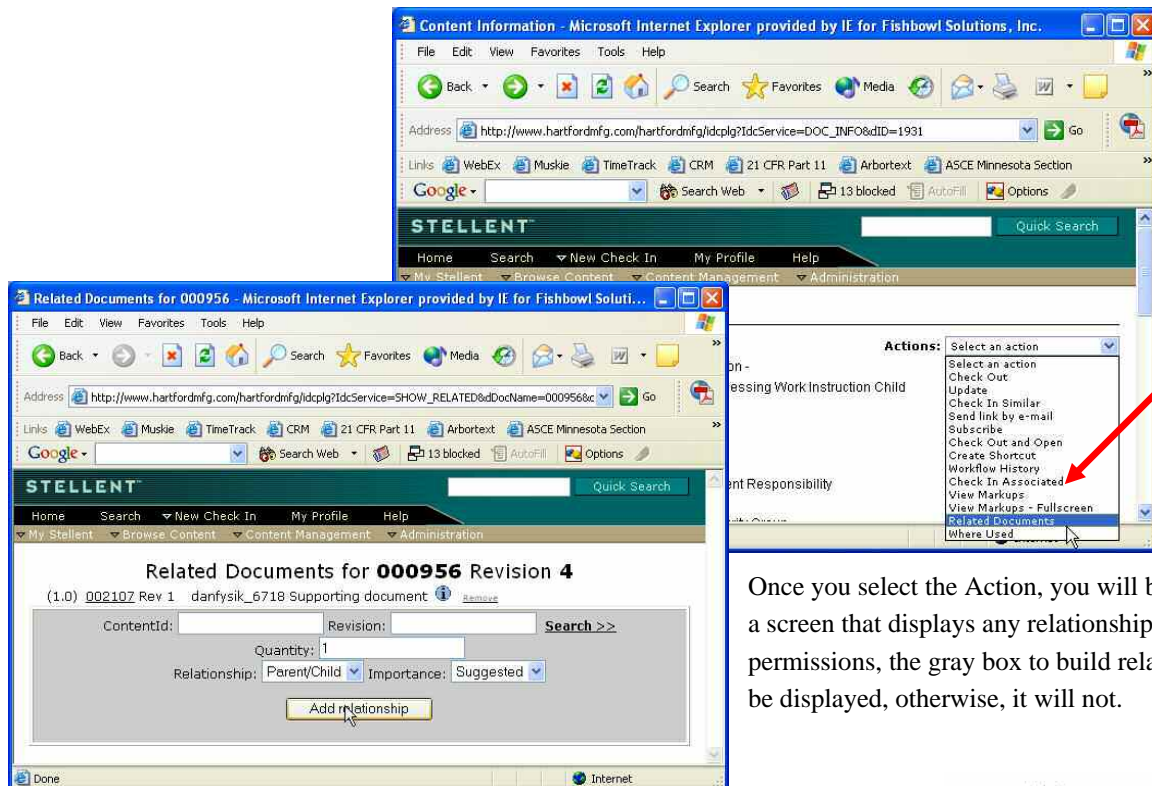 Content Information - Microsoft Internet Explorer provided by IE for Fishbowl Solutions, Inc.
File Edit View Favorites Tools Help
Back Search Favorites Media
Address http://www.hartfordmfg.com/hartfordmfg/idcplg?IdcService=DOC_INFO&dID=1931 Go
Links WebEx Muskie TimeTrack CRM 21 CFR Part 11 Arbortext ASCE Minnesota Section
Google Search Web 13 blocked AutoFill Options
STELLENT Quick Search
Home Search New Check In My Profile Help
My Stellent Browse Content Content Management Administration
Actions: Select an action
Select an action
on -
Check Out
essing Work Instruction Child
Update
Check In Similar
Send link by e-mail
Subscribe
Check Out and Open
Create Shortcut
Workflow History
Check In Associated
ent Responsibility
View Markups
View Markups - Fullscreen
Related Documents
Where Used
Related Documents for 000956 - Microsoft Internet Explorer provided by IE for Fishbowl Soluti...
File Edit View Favorites Tools Help
Back Search Favorites Media
Address http://www.hartfordmfg.com/hartfordmfg/idcplg?IdcService=SHOW_RELATED&dDocName=000956&c Go
Links WebEx Muskie TimeTrack CRM 21 CFR Part 11 Arbortext ASCE Minnesota Section
Google Search Web 13 blocked AutoFill Options
STELLENT Quick Search
Home Search New Check In My Profile Help
My Stellent Browse Content Content Management Administration
Related Documents for 000956 Revision 4
(1.0) 002107 Rev 1 danfysik_6718 Supporting document Remove
ContentId: Revision: Search >>
Quantity: 1
Relationship: Parent/Child Importance: Suggested
Add relationship
Done Internet
Once you select the Action, you will b
a screen that displays any relationship
permissions, the gray box to build rela
be displayed, otherwise, it will not.